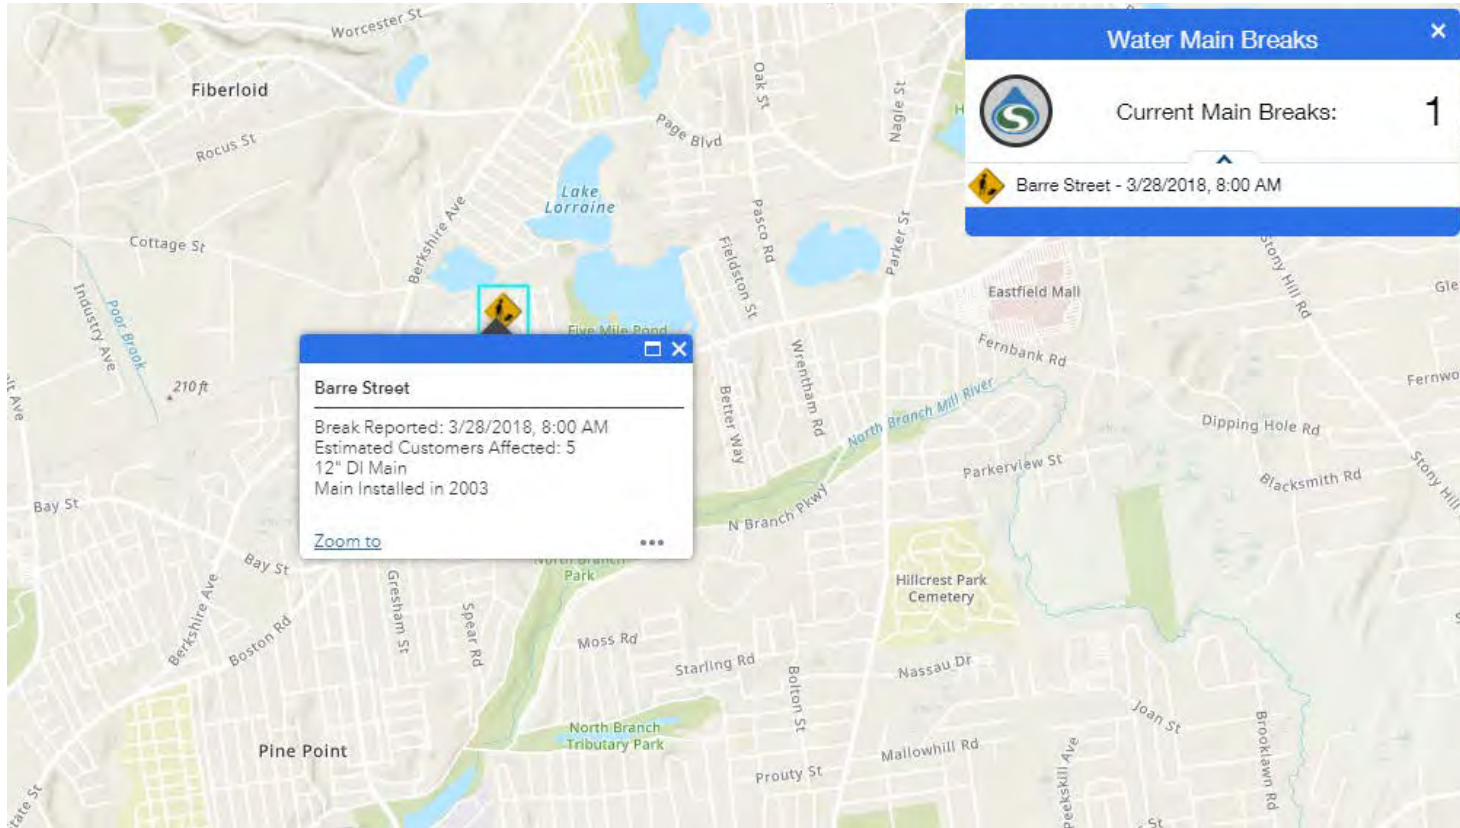 Worcester St
Fiberloid
Rocus St
Oak St
Page Blvd
Nagle St
Lake
Lorraine
Berkshire Ave
Cottage St
Pasco Rd
Fieldston St
Parker St
Industry Ave
Poor Brook
210 ft
Five Mile Pond
Wrentham Rd
Better Way
Eastfield Mall
Fernbank Rd
Stony Hill Rd
North Branch Mill River
Dipping Hole Rd
Parkerview St
Blacksmith Rd
N Branch Pkwy
Bay St
Bay St
Berkshire Ave
Boston Rd
Gresham St
Spear Rd
North Branch
Park
Moss Rd
Starling Rd
Bolton St
Hillcrest Park
Cemetery
Nassau Dr
Joan St
Brooklawn Rd
Peekskill Ave
Mallowhill Rd
Prouty St
North Branch
Tributary Park
Pine Point
Water Main Breaks
Current Main Breaks: 1
S
Barre Street - 3/28/2018, 8:00 AM
Barre Street
Break Reported: 3/28/2018, 8:00 AM
Estimated Customers Affected: 5
12" DI Main
Main Installed in 2003
Zoom to